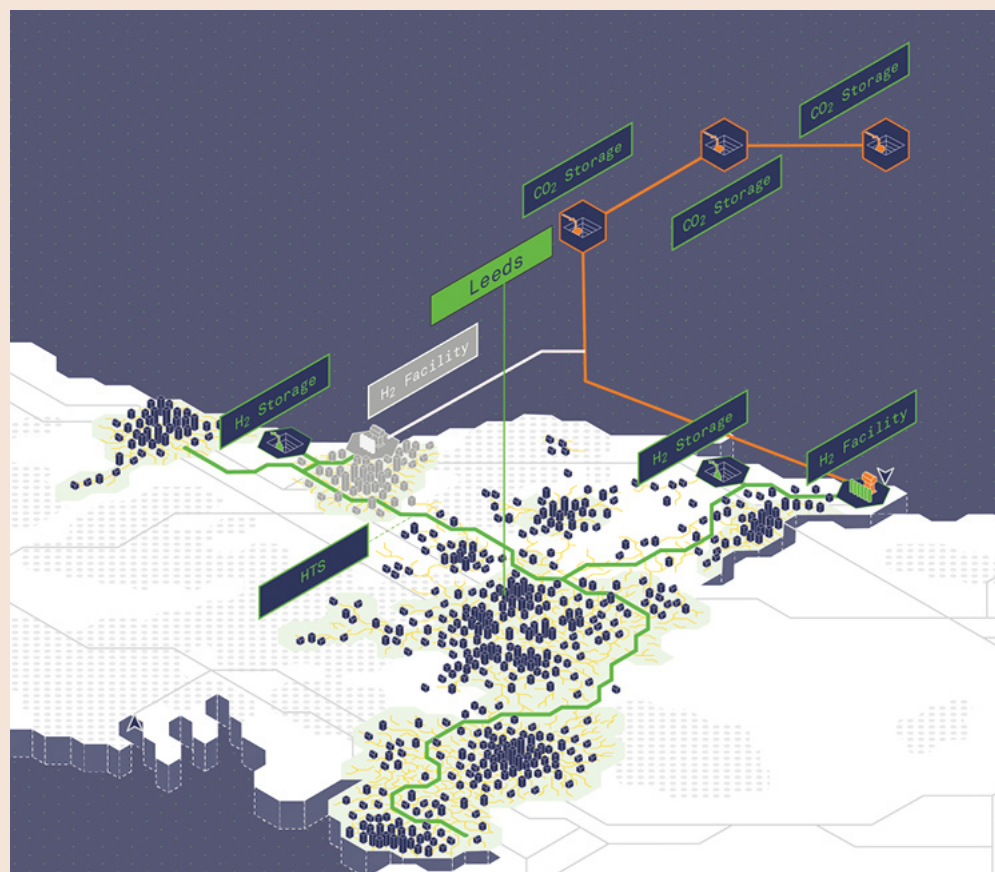 CO₂ Storage
CO₂ Storage
CO₂ Storage
Leeds
H₂ Facility
H₂ Storage
H₂ Storage
H₂ Facility
HTS